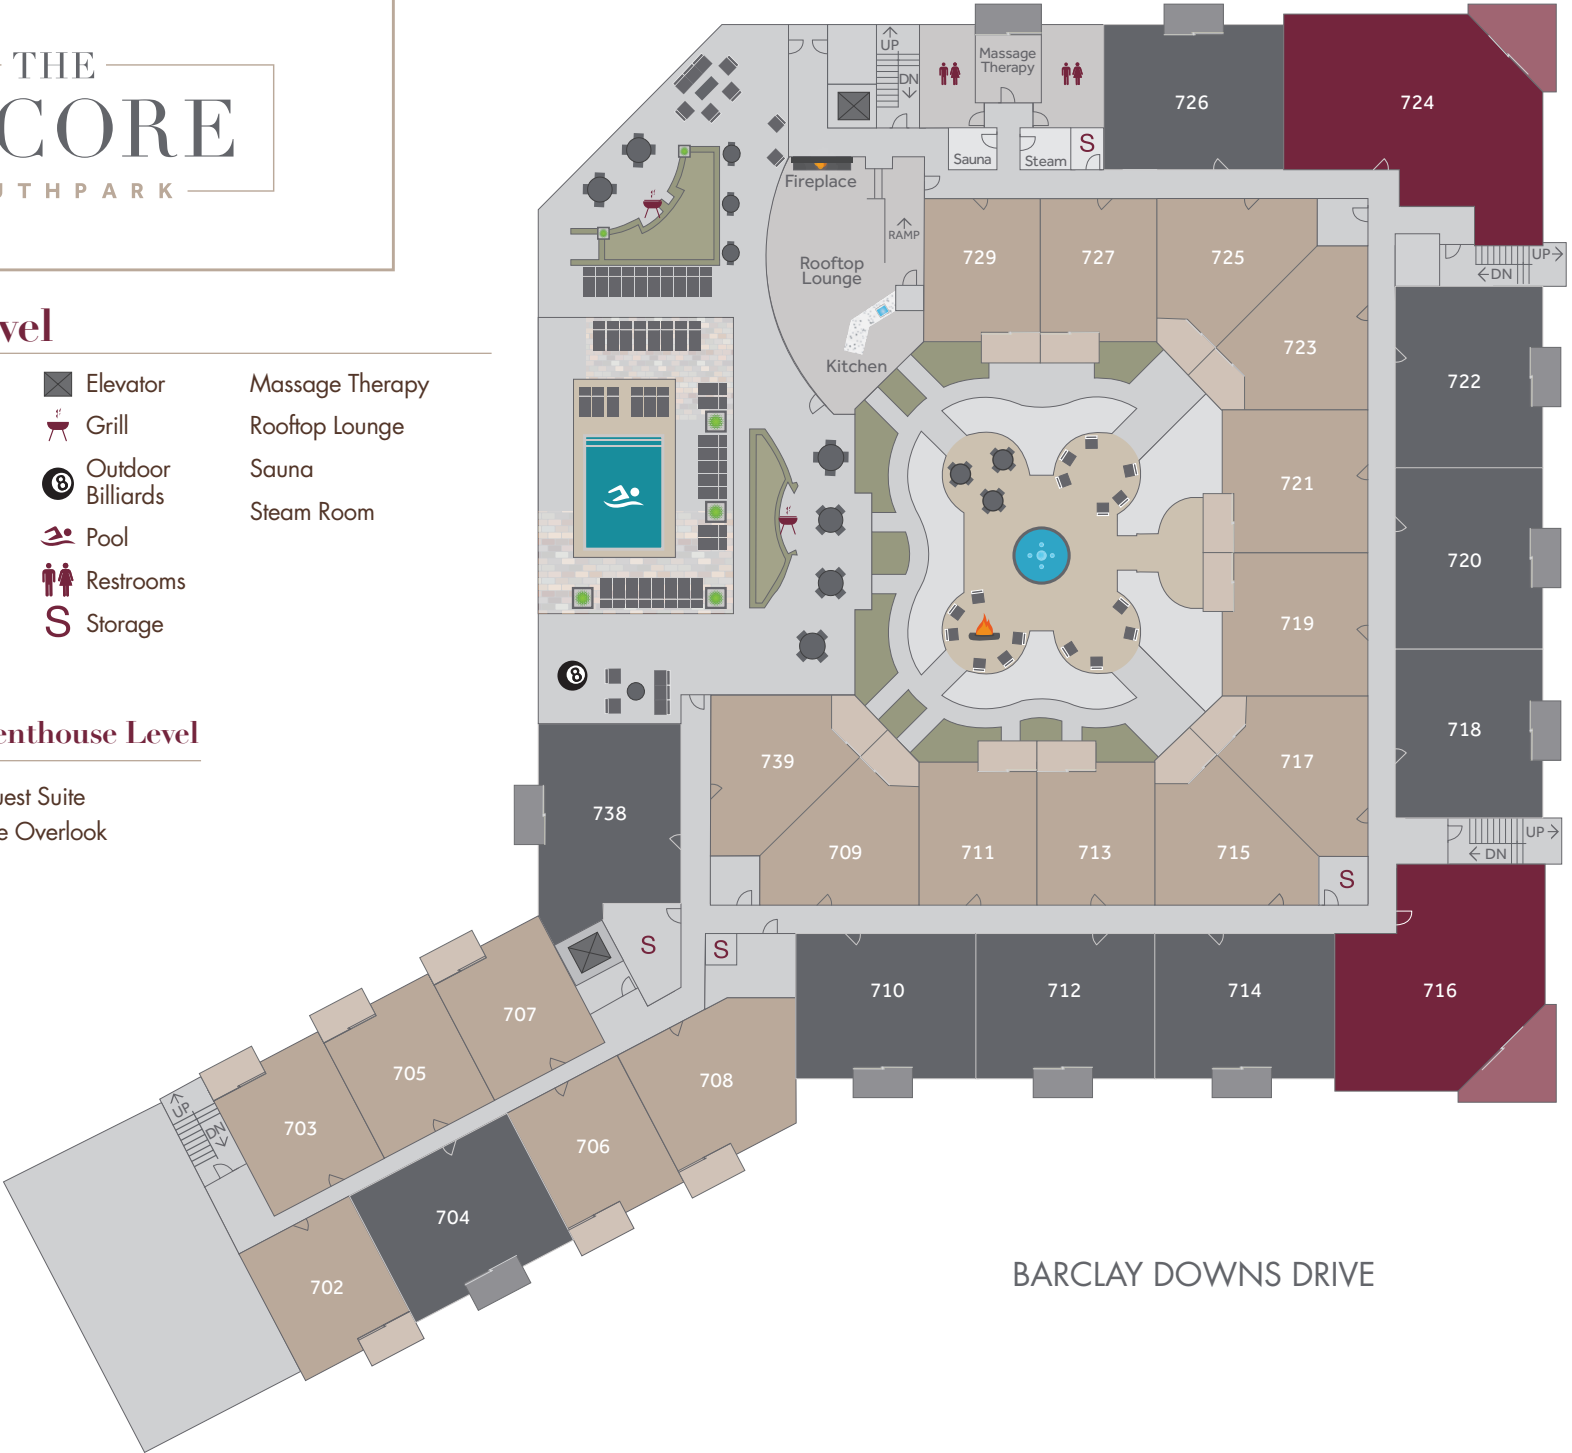 THE
CORE
UTHPARK
vel
Elevator
Grill
Outdoor
Billiards
8
Pool
Restrooms
S Storage
Massage Therapy
Rooftop Lounge
Sauna
Steam Room
enthouse Level
uest Suite
e Overlook
UP
DN
Massage
Therapy
Sauna
Steam
S
726
724
Fireplace
RAMP
Rooftop
Lounge
Kitchen
729
727
725
723
UP
DN
722
721
720
719
718
717
8
739
738
709
711
713
715
S
UP
DN
S
S
710
712
714
716
707
705
703
708
706
704
702
UP
DN
BARCLAY DOWNS DRIVE